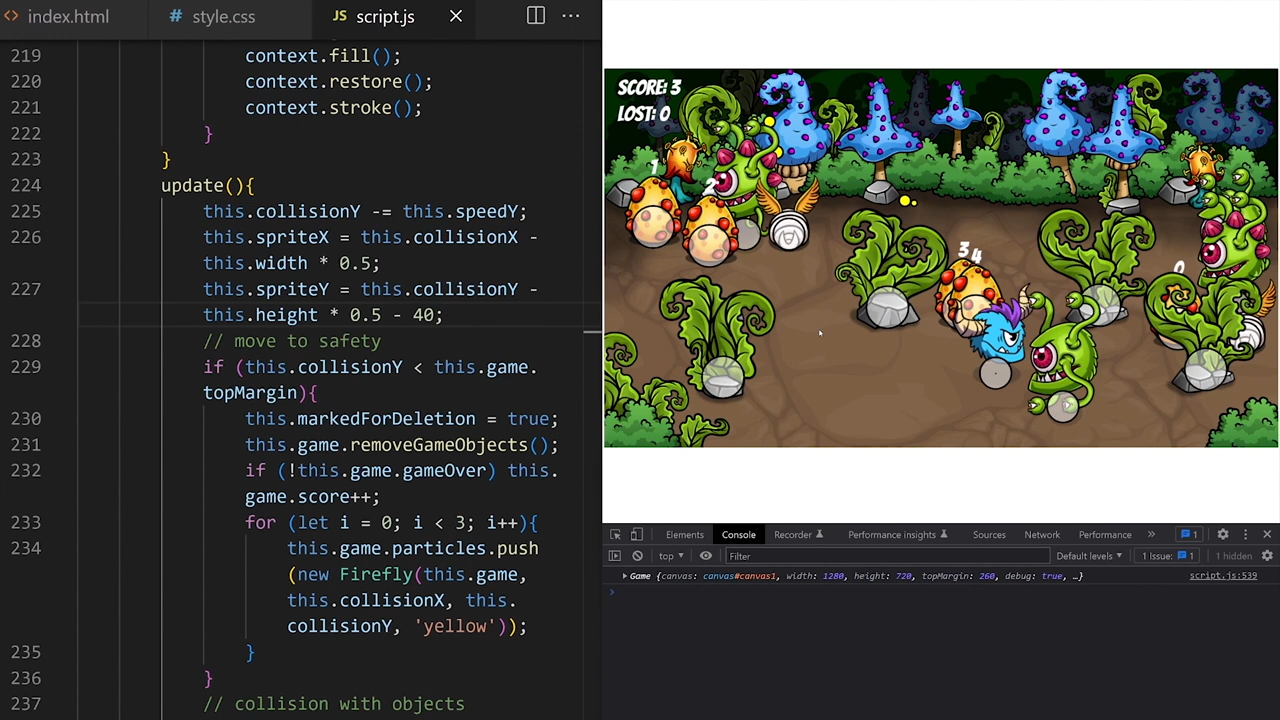 index.html
# style.css
JS script.js
219 context.fill();
220 context.restore();
221 context.stroke();
222 }
223 }
224 update(){
225 this.collisionY -= this.speedY;
226 this.spriteX = this.collisionX -
this.width * 0.5;
227 this.spriteY = this.collisionY -
this.height * 0.5 - 40;
228 // move to safety
229 if (this.collisionY < this.game.
topMargin){
230 this.markedForDeletion = true;
231 this.game.removeGameObjects();
232 if (!this.game.gameOver) this.
game.score++;
233 for (let i = 0; i < 3; i++){
234 this.game.particles.push
(new Firefly(this.game,
this.collisionX, this.
collisionY, 'yellow'));
235 }
236 }
237 // collision with objects
SCORE: 3
LOST: 0
1
2
3
4
0
Elements
Console
Recorder
Performance insights
Sources
Network
Performance
1
top
Filter
Default levels
1 Issue: 1
1 hidden
Game {canvas: canvas#canvas1, width: 1280, height: 720, topMargin: 260, debug: true, …}
script.js:539